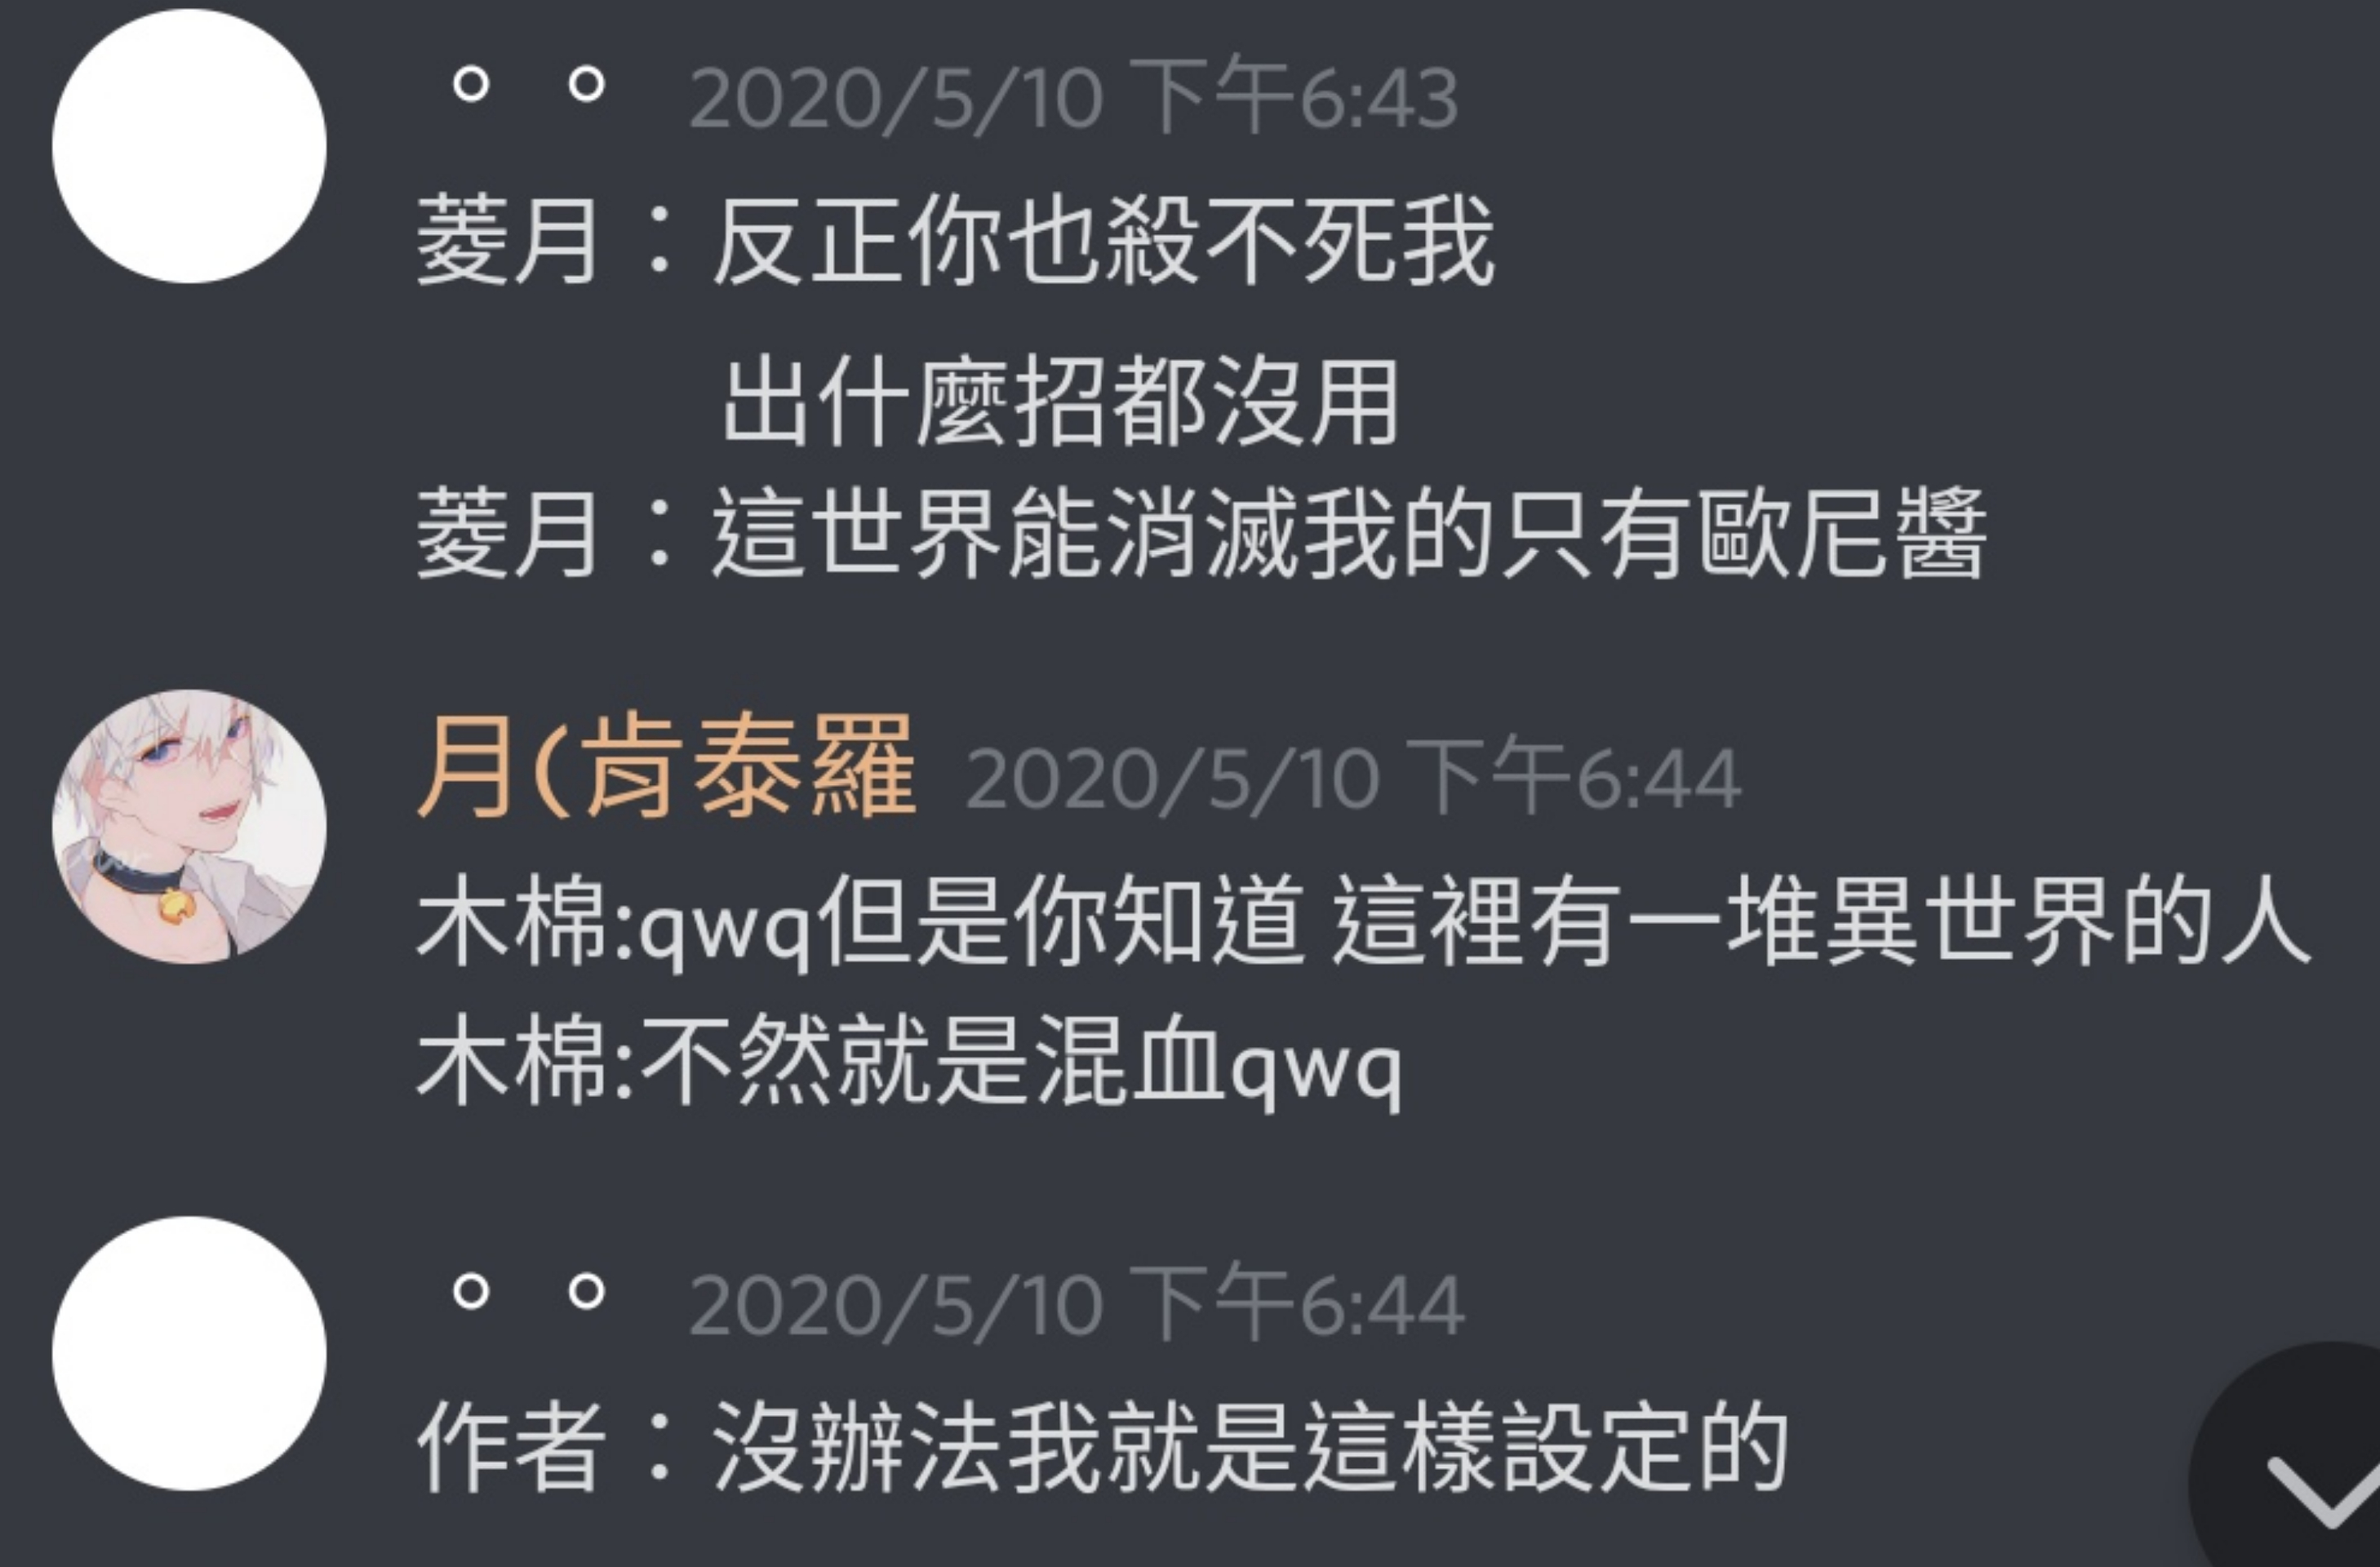 。 。 2020/5/10 下午6:43
菱月：反正你也殺不死我
出什麼招都沒用
菱月：這世界能消滅我的只有歐尼醬
月(肯泰羅 2020/5/10 下午6:44
木棉:qwq但是你知道 這裡有一堆異世界的人
木棉:不然就是混血qwq
。 。 2020/5/10 下午6:44
作者：沒辦法我就是這樣設定的